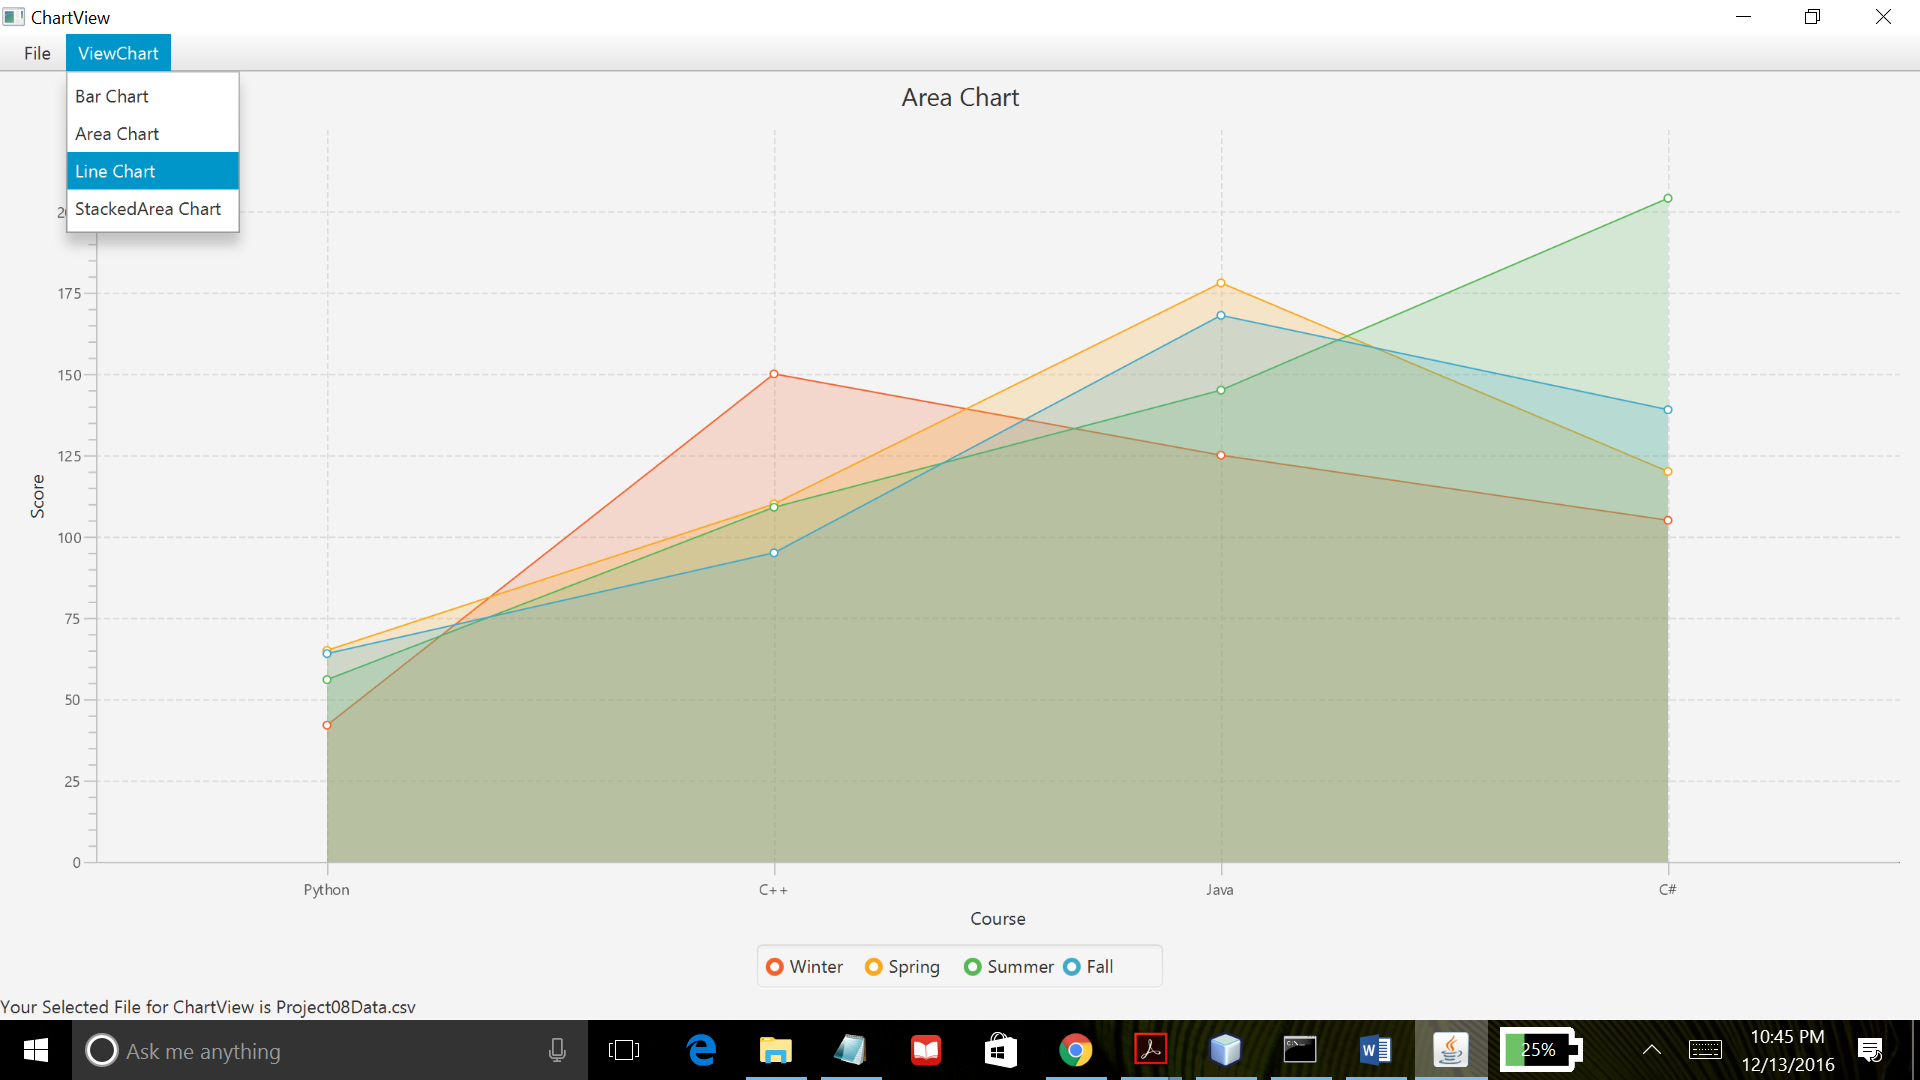 ChartView
File ViewChart
Bar Chart
Area Chart
Line Chart
StackedArea Chart
Area Chart
175
150
125
100
75
50
25
0
Score
Python C++ Java C#
Course
Winter Spring Summer Fall
Your Selected File for ChartView is Project08Data.csv
Ask me anything
25%
10:45 PM
12/13/2016